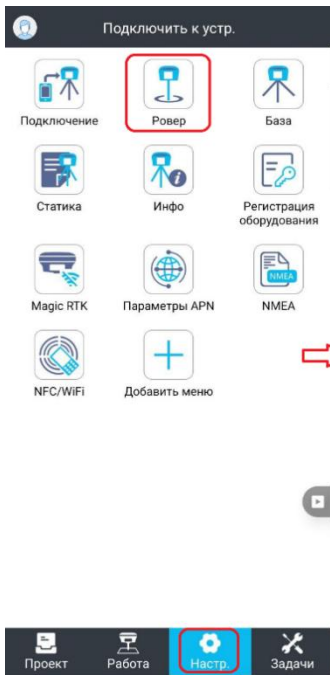 Подключить к устр.
Подключение
Ровер
База
Статика
Инфо
Регистрация
оборудования
Magic RTK
Параметры APN
NMEA
NMEA
NFC/WiFi
Добавить меню
Проект
Работа
Настр.
Задачи